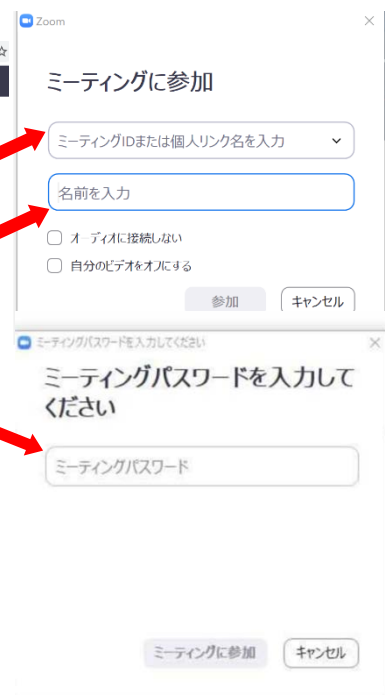 Zoom
ミーティングに参加
ミーティングIDまたは個人リンク名を入力
名前を入力
オーディオに接続しない
自分のビデオをオフにする
参加 キャンセル
ミーティングパスワードを入力してください
ミーティングパスワードを入力して
ください
ミーティングパスワード
ミーティングに参加 キャンセル